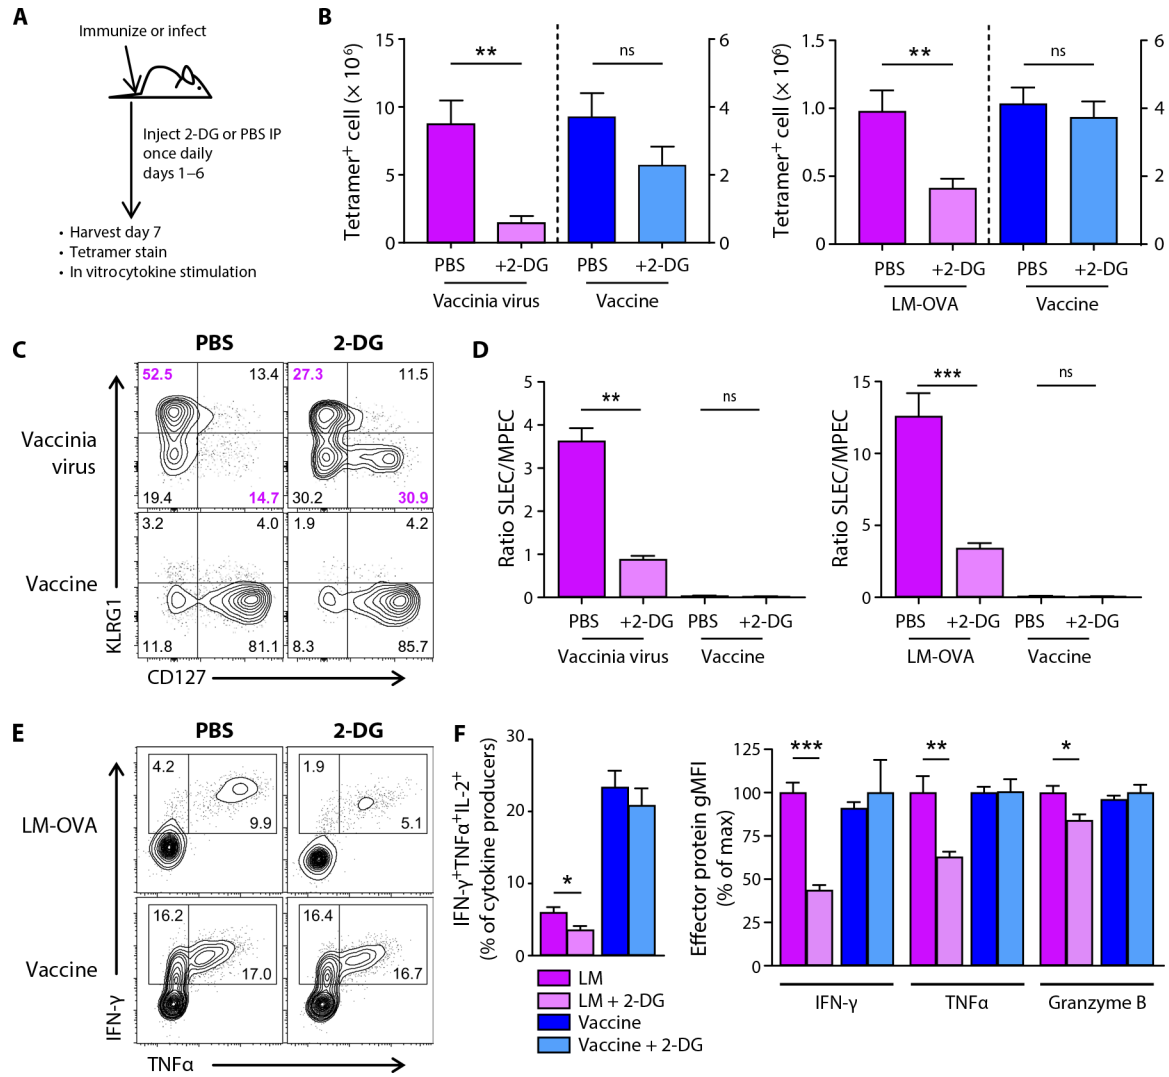 A
Immunize or infect
Inject 2-DG or PBS IP
once daily
days 1–6
• Harvest day 7
• Tetramer stain
• In vitrocytokine stimulation
B
Tetramer+ cell (× 10⁶)
15
10
5
0
**
ns
6
4
2
0
PBS
+2-DG
PBS
+2-DG
Vaccinia virus
Vaccine
Tetramer+ cell (× 10⁶)
1.5
1.0
0.5
0
**
ns
6
4
2
0
PBS
+2-DG
PBS
+2-DG
LM-OVA
Vaccine
C
PBS
2-DG
Vaccinia
virus
52.5
13.4
19.4
14.7
27.3
11.5
30.2
30.9
Vaccine
3.2
4.0
11.8
81.1
1.9
4.2
8.3
85.7
KLRG1
CD127
D
Ratio SLEC/MPEC
5
4
3
2
1
0
**
ns
PBS
+2-DG
PBS
+2-DG
Vaccinia virus
Vaccine
Ratio SLEC/MPEC
15
10
5
0
***
ns
PBS
+2-DG
PBS
+2-DG
LM-OVA
Vaccine
E
PBS
2-DG
LM-OVA
4.2
9.9
1.9
5.1
Vaccine
16.2
17.0
16.4
16.7
IFN-γ
TNFα
F
IFN-γ+TNFα+IL-2+
(% of cytokine producers)
30
20
10
0
*
LM
LM + 2-DG
Vaccine
Vaccine + 2-DG
Effector protein gMFI
(% of max)
125
100
75
50
25
0
***
**
*
IFN-γ
TNFα
Granzyme B